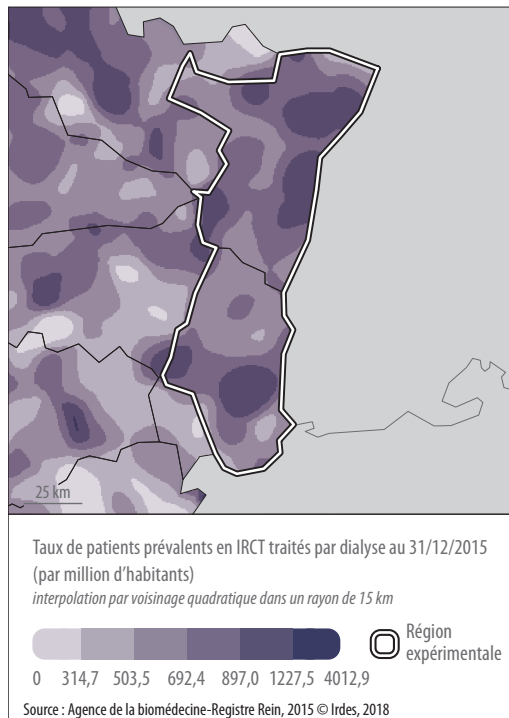 25 km
Taux de patients prévalents en IRCT traités par dialyse au 31/12/2015
(par million d'habitants)
interpolation par voisinage quadratique dans un rayon de 15 km
Région
expérimentale
0 314,7 503,5 692,4 897,0 1227,5 4012,9
Source : Agence de la biomédecine-Registre Rein, 2015 © Irdes, 2018